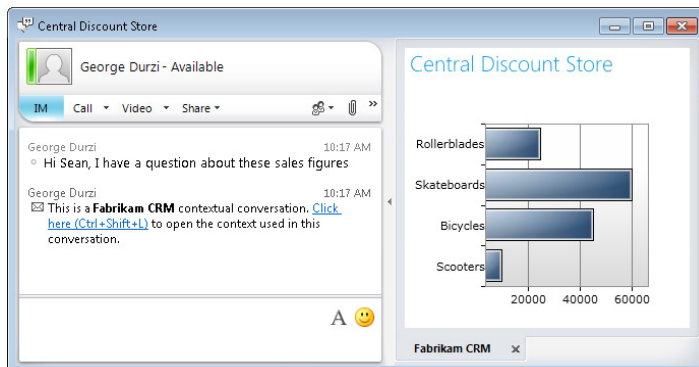 Central Discount Store
George Durzi - Available
IM Call Video Share
George Durzi 10:17 AM
Hi Sean, I have a question about these sales figures
George Durzi 10:17 AM
This is a Fabrikam CRM contextual conversation. Click
here (Ctrl+Shift+L) to open the context used in this
conversation.
A
Central Discount Store
Rollerblades
Skateboards
Bicycles
Scooters
20000 40000 60000
Fabrikam CRM